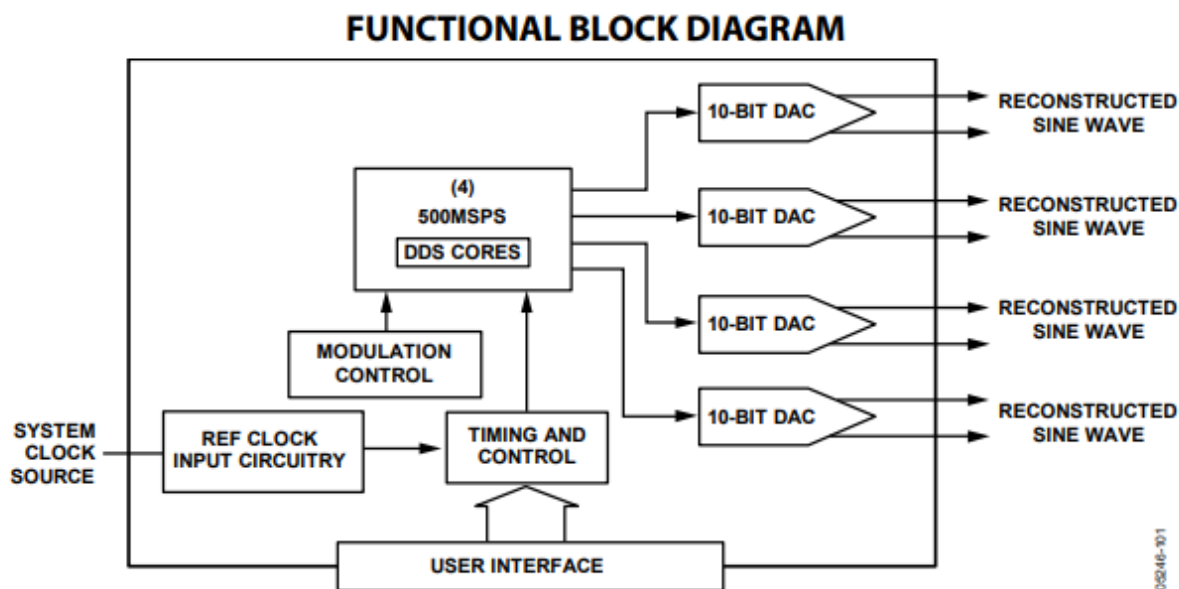 FUNCTIONAL BLOCK DIAGRAM
10-BIT DAC
RECONSTRUCTED
SINE WAVE
(4)
500MSPS
DDS CORES
10-BIT DAC
RECONSTRUCTED
SINE WAVE
10-BIT DAC
RECONSTRUCTED
SINE WAVE
MODULATION
CONTROL
10-BIT DAC
RECONSTRUCTED
SINE WAVE
SYSTEM
CLOCK
SOURCE
REF CLOCK
INPUT CIRCUITRY
TIMING AND
CONTROL
USER INTERFACE
05246-101